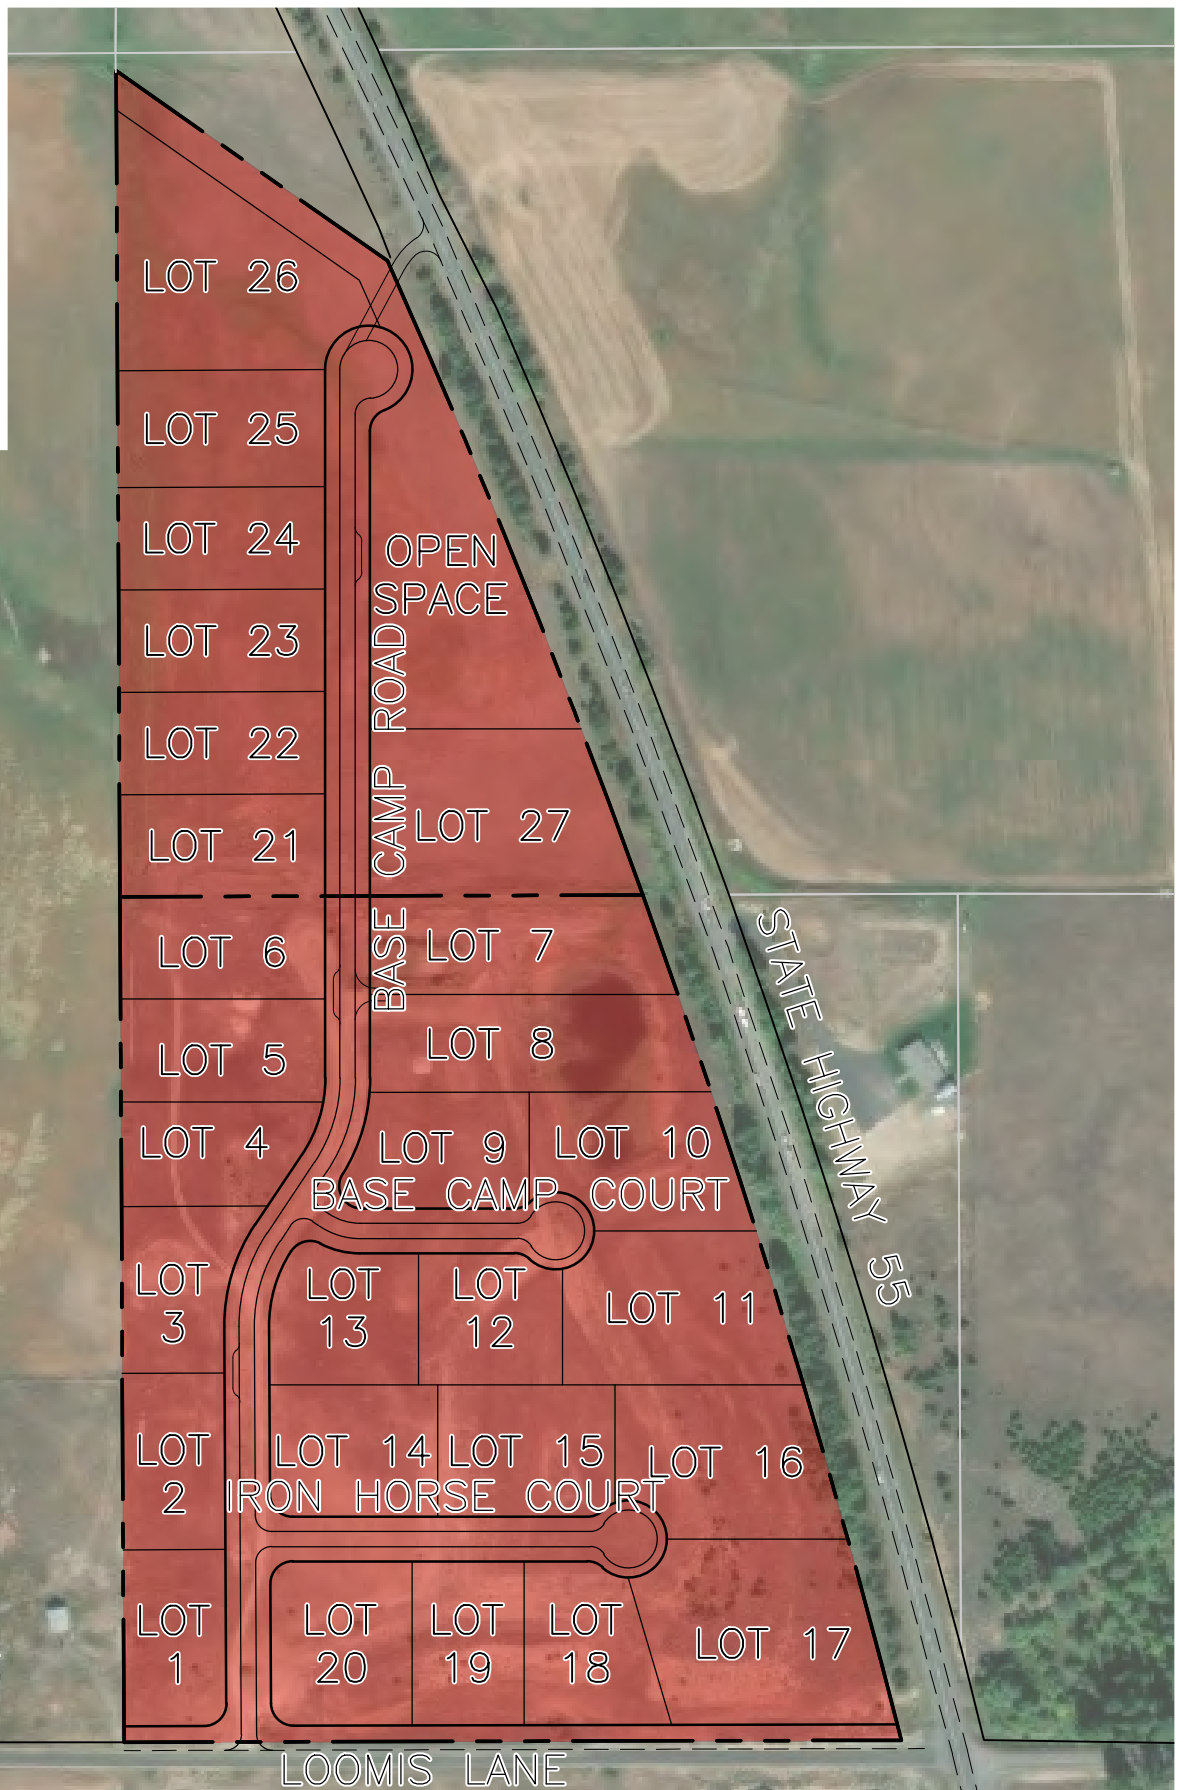 LOT 26
LOT 25
LOT 24
OPEN
SPACE
LOT 23
BASE CAMP ROAD
LOT 22
LOT 27
LOT 21
LOT 6
LOT 7
STATE HIGHWAY 55
LOT 5
LOT 8
LOT 4
LOT 9
LOT 10
BASE CAMP COURT
LOT
3
LOT
13
LOT
12
LOT 11
LOT
2
LOT 14
LOT 15
LOT 16
IRON HORSE COURT
LOT
1
LOT
20
LOT
19
LOT
18
LOT 17
LOOMIS LANE